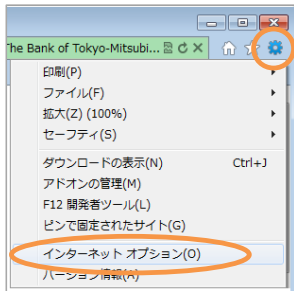 The Bank of Tokyo-Mitsubi...
印刷(P)
ファイル(F)
拡大(Z) (100%)
セーフティ(S)
ダウンロードの表示(N) Ctrl+J
アドオンの管理(M)
F12 開発者ツール(L)
ピンで固定されたサイト(G)
インターネット オプション(O)
バージョン情報(A)